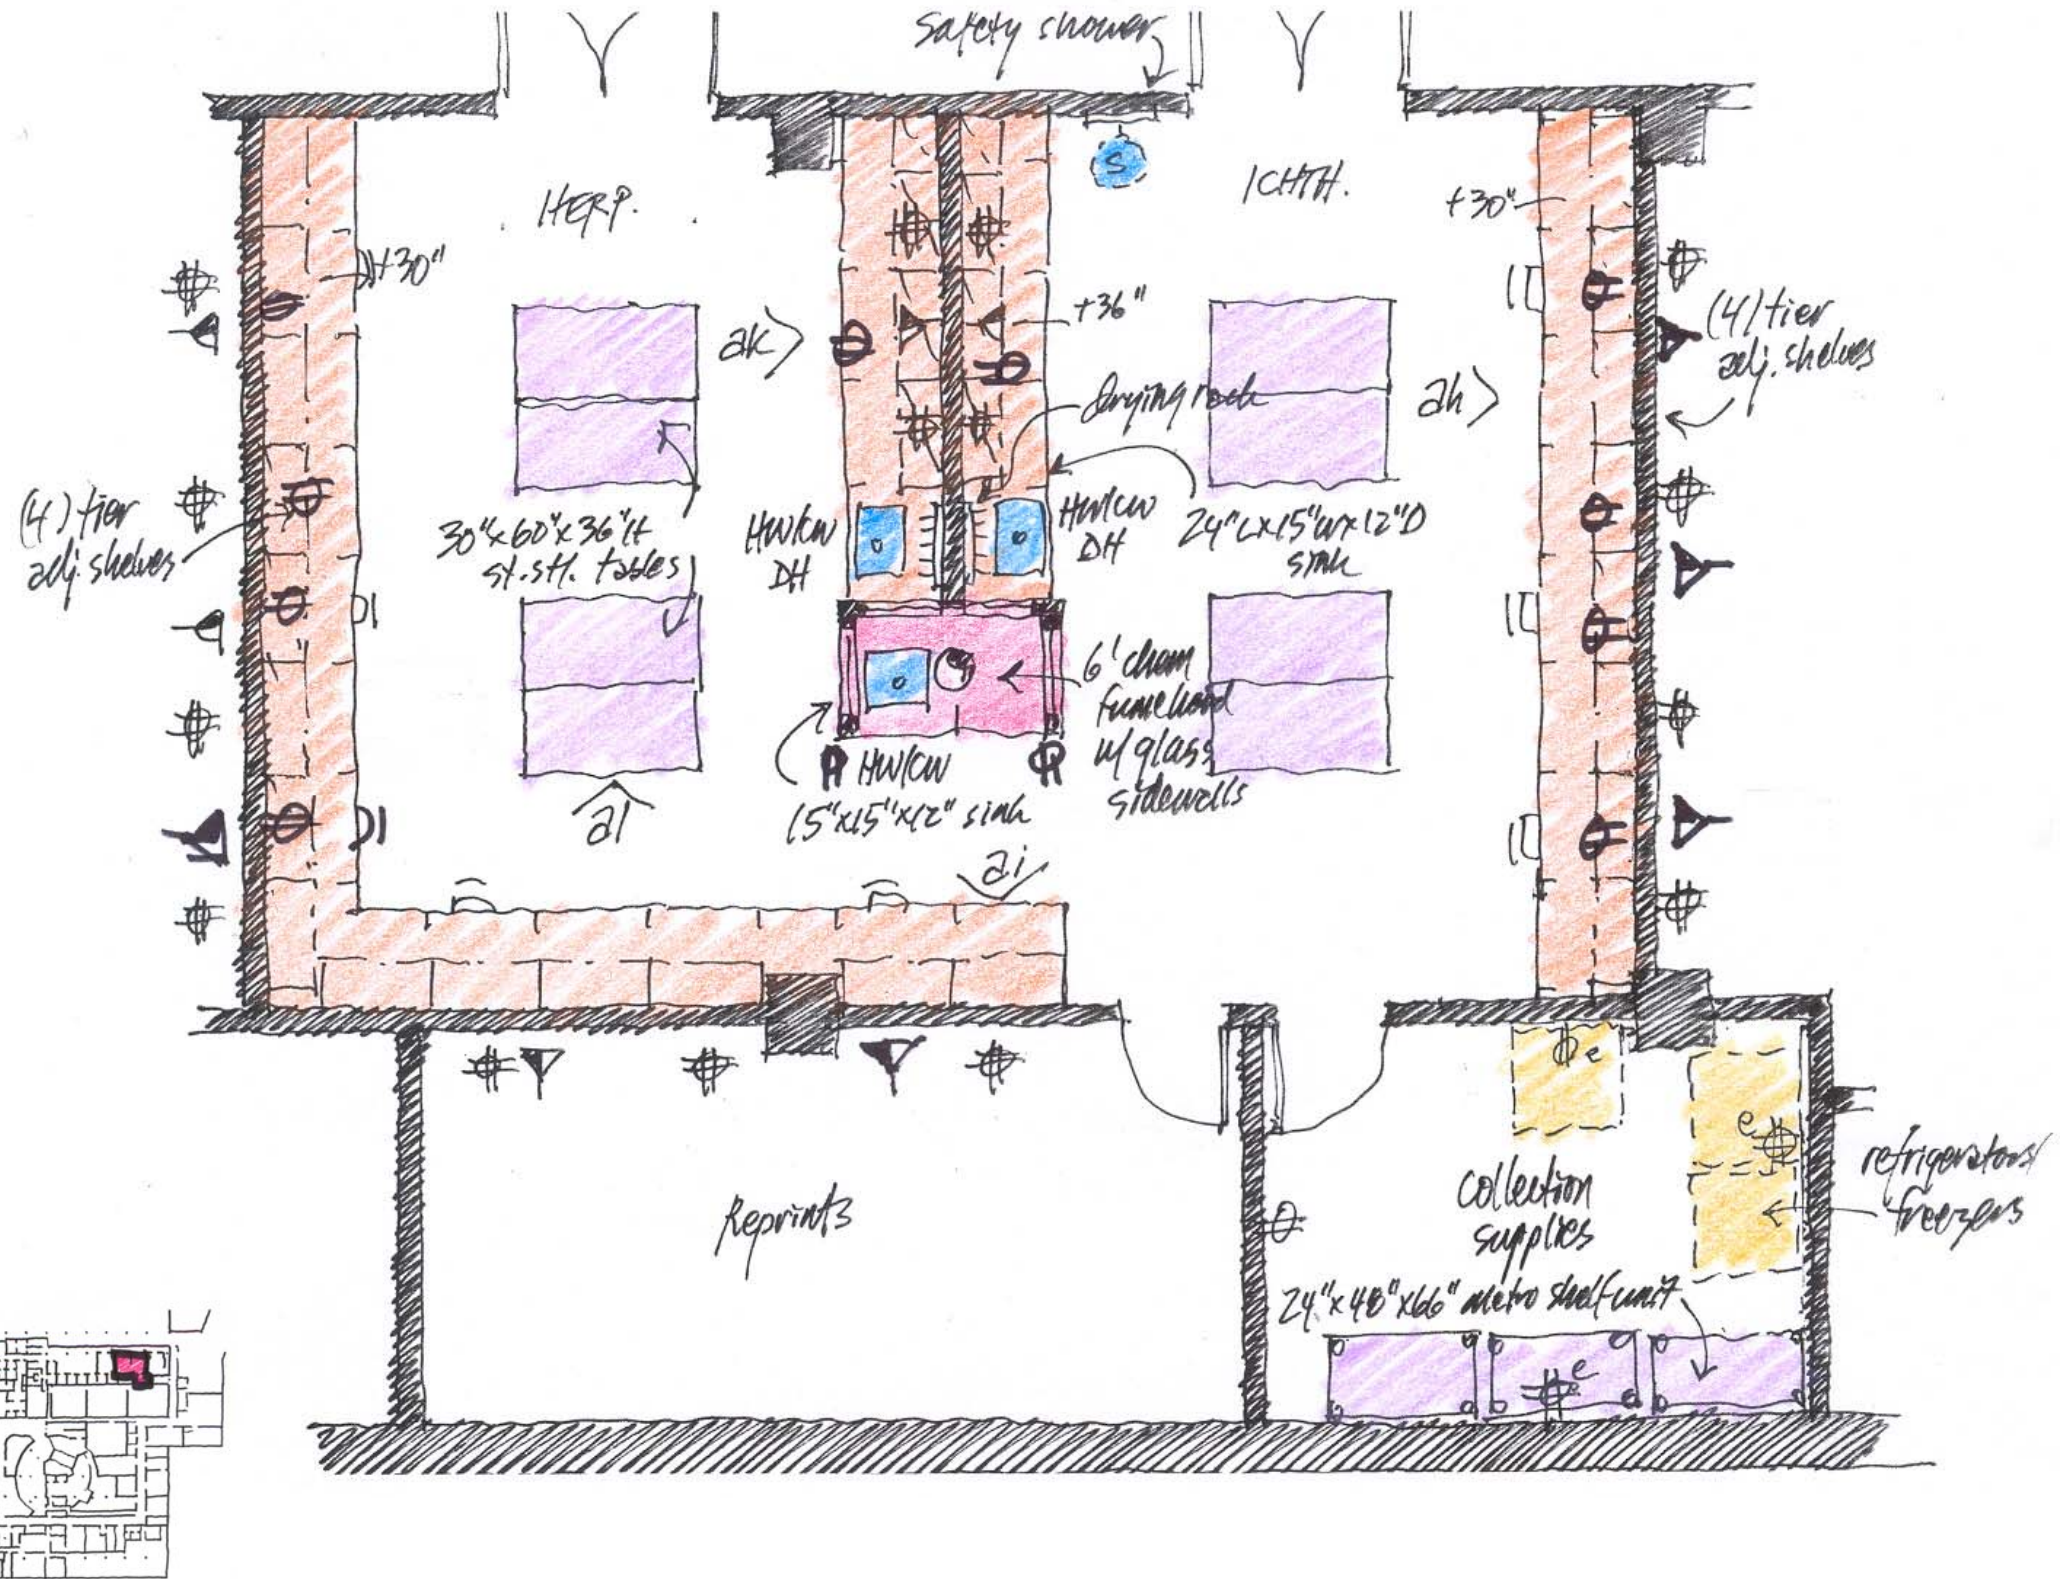 Safety shower
HERP.
ICHTH.
+30"
+30"
+36"
(4) tier
adj. shelves
ak
ah
drying rack
(4) tier
adj. shelves
30"x60"x36"H
st. stl. tables
HW/CW
DH
HW/CW
DH
24"Lx15"Wx12"D
sink
6' chem
fumehood
w/ glass
sidewalls
HW/CW
15"x15"x12" sink
al
ai
S
e
e
refrigerators/
freezers
Reprints
collection
supplies
24"x48"x66" metro shelf unit
e